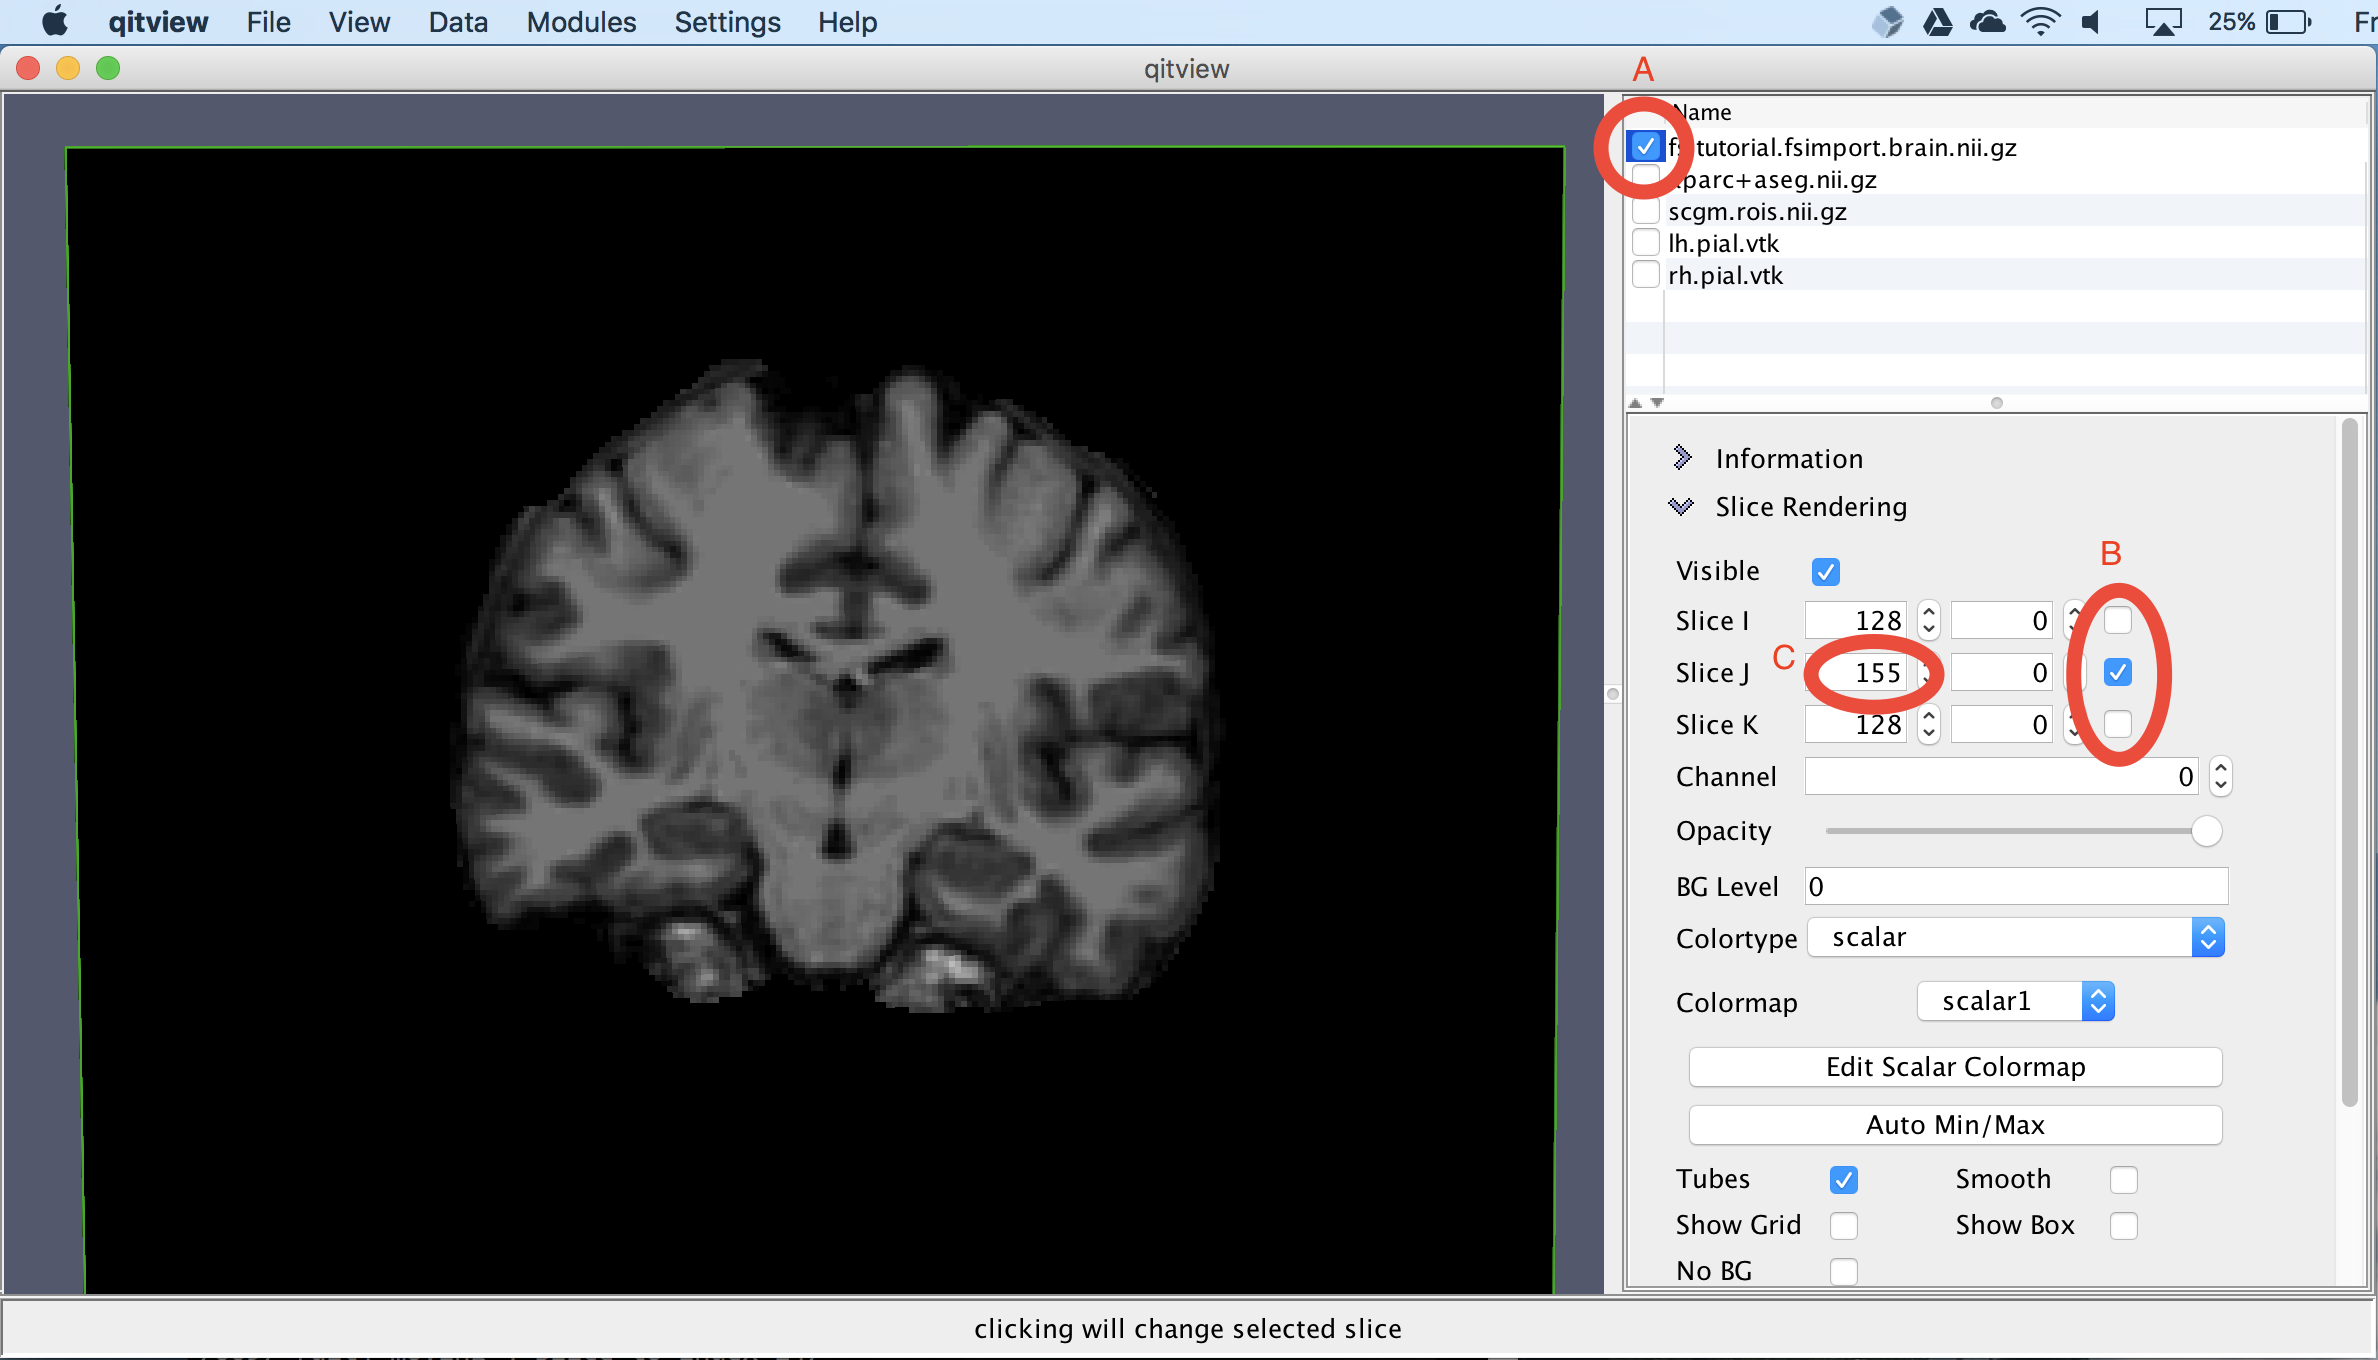 qitview File View Data Modules Settings Help 25%
qitview
A
Name
tutorial.fsimport.brain.nii.gz
parc+aseg.nii.gz
scgm.rois.nii.gz
lh.pial.vtk
rh.pial.vtk
Information
Slice Rendering
B
Visible
Slice I 128 0
C
Slice J 155 0
Slice K 128 0
Channel 0
Opacity
BG Level 0
Colortype scalar
Colormap scalar1
Edit Scalar Colormap
Auto Min/Max
Tubes Smooth
Show Grid Show Box
No BG
clicking will change selected slice